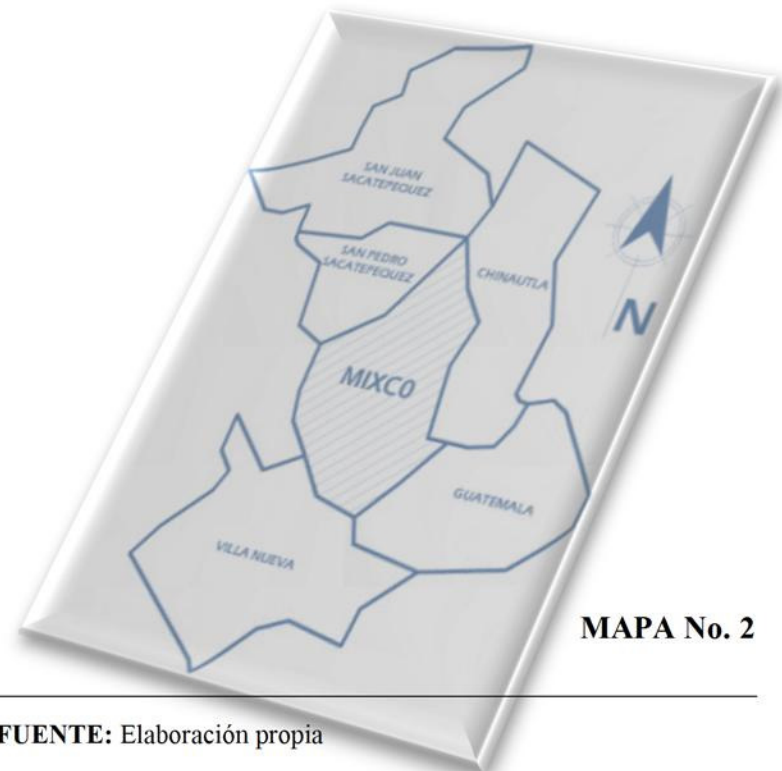 SAN JUAN
SACATEPEQUEZ
SAN PEDRO
SACATEPEQUEZ
CHINAUTLA
N
MIXCO
GUATEMALA
VILLA NUEVA
MAPA No. 2
FUENTE: Elaboración propia